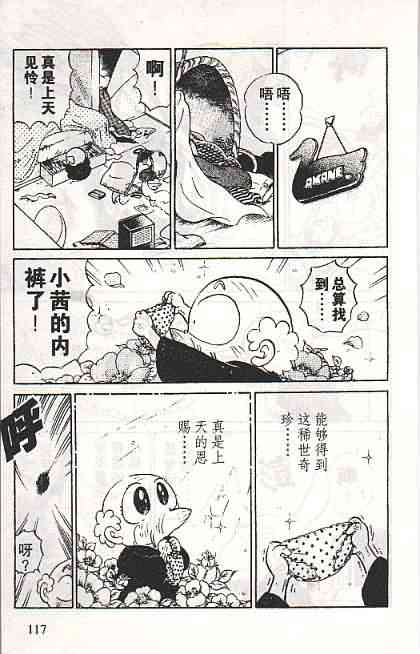 唔
唔……
AKANE
啊！
真是上天
见怜！
总算找
到……
小茜的内
裤了！
能够得到
这稀世奇
珍……
真是上
天的恩
赐……
呼
呀？
117